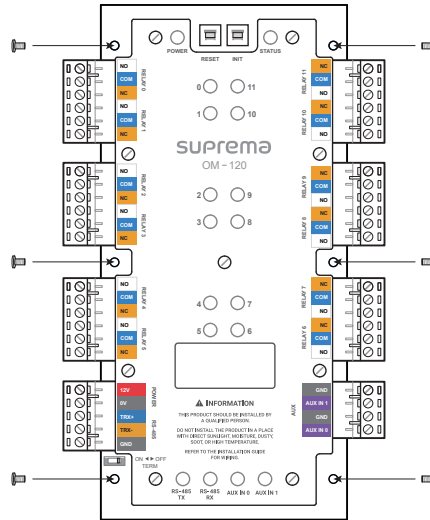 POWER
RESET
INIT
STATUS
NO
COM
NC
NO
COM
NC
RELAY 0
RELAY 1
0
11
1
10
NC
COM
NO
NC
COM
NO
RELAY 11
RELAY 10
suprema
OM - 120
NO
COM
NC
NO
COM
NC
RELAY 2
RELAY 3
2
9
3
8
NC
COM
NO
NC
COM
NO
RELAY 9
RELAY 8
NO
COM
NC
NO
COM
NC
RELAY 4
RELAY 5
4
7
5
6
NC
COM
NO
NC
COM
NO
RELAY 7
RELAY 6
12V
0V
TRX+
TRX-
GND
POWER
RS-485
INFORMATION
THIS PRODUCT SHOULD BE INSTALLED BY
A QUALIFIED PERSON.
DO NOT INSTALL THE PRODUCT IN A PLACE
WITH DIRECT SUNLIGHT, MOISTURE, DUSTY,
SOOT, OR HIGH TEMPERATURE.
REFER TO THE INSTALLATION GUIDE
FOR WIRING.
AUX
GND
AUX IN 1
GND
AUX IN 0
ON ◄► OFF
TERM
RS-485
TX
RS-485
RX
AUX IN 0
AUX IN 1